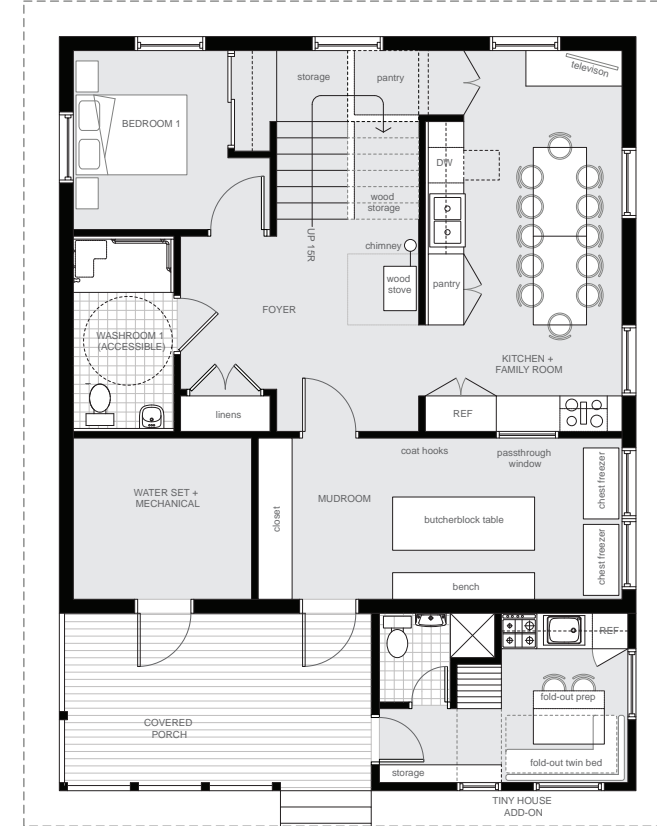 televison
storage
pantry
BEDROOM 1
DW
wood
storage
UP 15R
chimney
wood
stove
pantry
FOYER
WASHROOM 1
(ACCESSIBLE)
KITCHEN +
FAMILY ROOM
linens
REF
coat hooks
passthrough
window
chest freezer
WATER SET +
MECHANICAL
MUDROOM
closet
butcherblock table
chest freezer
bench
REF
fold-out prep
COVERED
PORCH
fold-out twin bed
storage
TINY HOUSE
ADD-ON